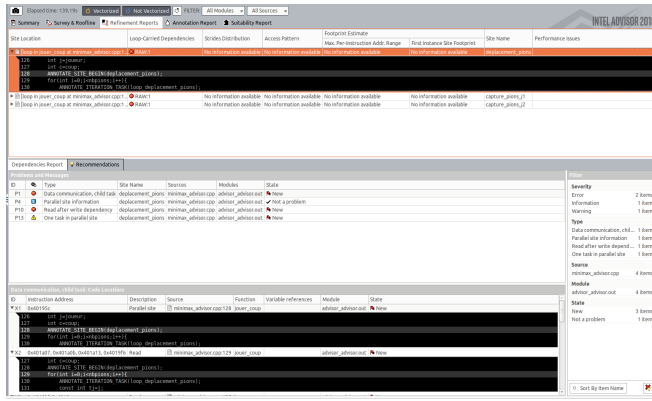 Elapsed time: 139,19s Vectorized Not Vectorized FILTER: All Modules All Sources
Summary Survey & Roofline Refinement Reports Annotation Report Suitability Report INTEL ADVISOR 201
Site Location Loop-Carried Dependencies Strides Distribution Access Pattern Footprint Estimate Site Name Performance Issues
Max. Per-Instruction Addr. Range First Instance Site Footprint
[loop in jouer_coup at minimax_advisor.cpp:1... RAW:1 No information available No information available No information available No information available deplacement_pions
126 int j=joueur;
127 int c=coup;
128 ANNOTATE_SITE_BEGIN(deplacement_pions);
129 for(int i=0;i<nbpions;i++){
130 ANNOTATE_ITERATION_TASK(loop_deplacement_pions);
[loop in jouer_coup at minimax_advisor.cpp:1... RAW:1 No information available No information available No information available No information available capture_pions_j1
[loop in jouer_coup at minimax_advisor.cpp:1... RAW:1 No information available No information available No information available No information available capture_pions_j2
Dependencies Report Recommendations
Problems and Messages
ID Type Site Name Sources Modules State
P1 Data communication, child task deplacement_pions minimax_advisor.cpp advisor_advisor.out New
P4 Parallel site information deplacement_pions minimax_advisor.cpp advisor_advisor.out Not a problem
P10 Read after write dependency deplacement_pions minimax_advisor.cpp advisor_advisor.out New
P13 One task in parallel site deplacement_pions minimax_advisor.cpp advisor_advisor.out New
Filter
Severity
Error 2 items
Information 1 item
Warning 1 item
Type
Data communication, chil... 1 item
Parallel site information 1 item
Read after write depend... 1 item
One task in parallel site 1 item
Source
minimax_advisor.cpp 4 items
Module
advisor_advisor.out 4 items
State
New 3 items
Not a problem 1 item
Sort By Item Name
Data communication, child task: Code Locations
ID Instruction Address Description Source Function Variable references Module State
X1 0x40195c Parallel site minimax_advisor.cpp:128 jouer_coup advisor_advisor.out New
126 int j=joueur;
127 int c=coup;
128 ANNOTATE_SITE_BEGIN(deplacement_pions);
129 for(int i=0;i<nbpions;i++){
130 ANNOTATE_ITERATION_TASK(loop_deplacement_pions);
X2 0x401a07, 0x401a0b, 0x401a13, 0x4019f6 Read minimax_advisor.cpp:129 jouer_coup advisor_advisor.out New
127 int c=coup;
128 ANNOTATE_SITE_BEGIN(deplacement_pions);
129 for(int i=0;i<nbpions;i++){
130 ANNOTATE_ITERATION_TASK(loop_deplacement_pions);
131 const int tj=j;